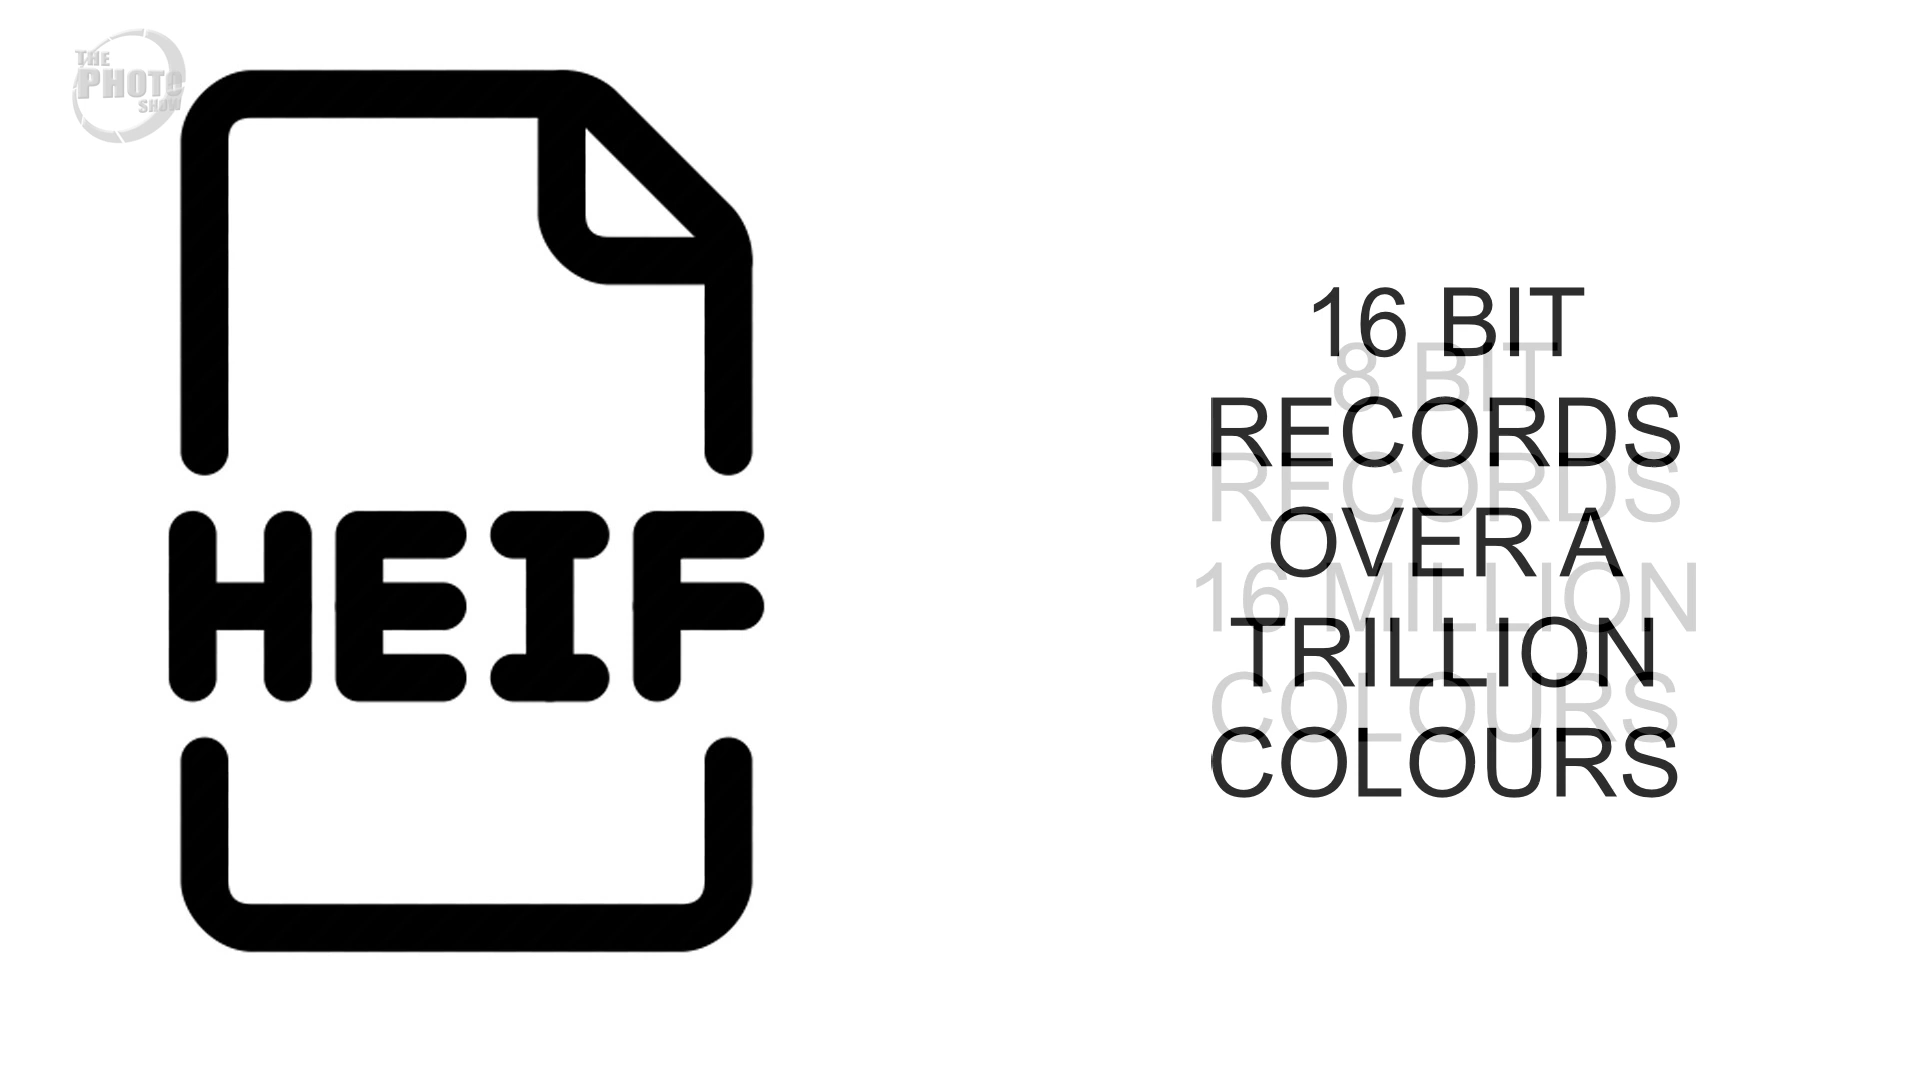 THE
PHOTO
SHOW
HEIF
16 BIT
RECORDS
OVER A
TRILLION
COLOURS
8 BIT
RECORDS
16 MILLION
COLOURS